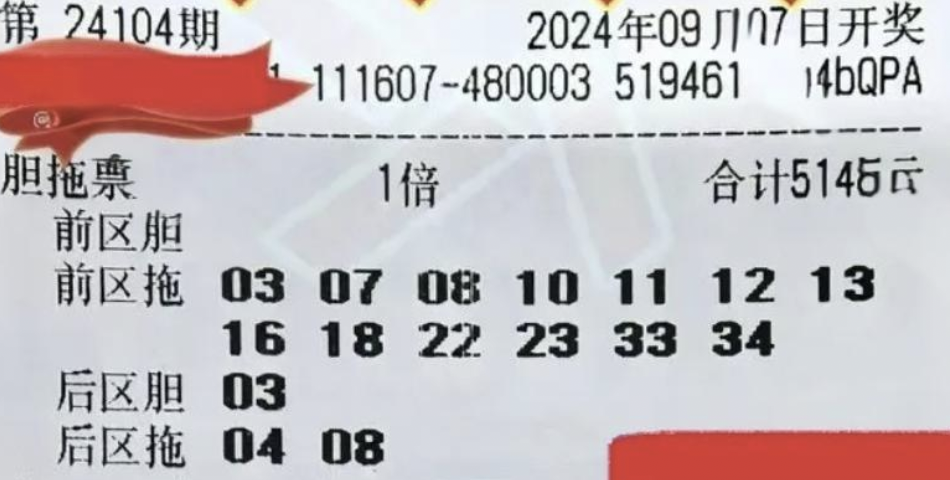 第 24104期 2024年09月07日开奖
111607-480003 519461 4bQPA
胆拖票 1倍 合计5148元
前区胆
前区拖 03 07 08 10 11 12 13
16 18 22 23 33 34
后区胆 03
后区拖 04 08